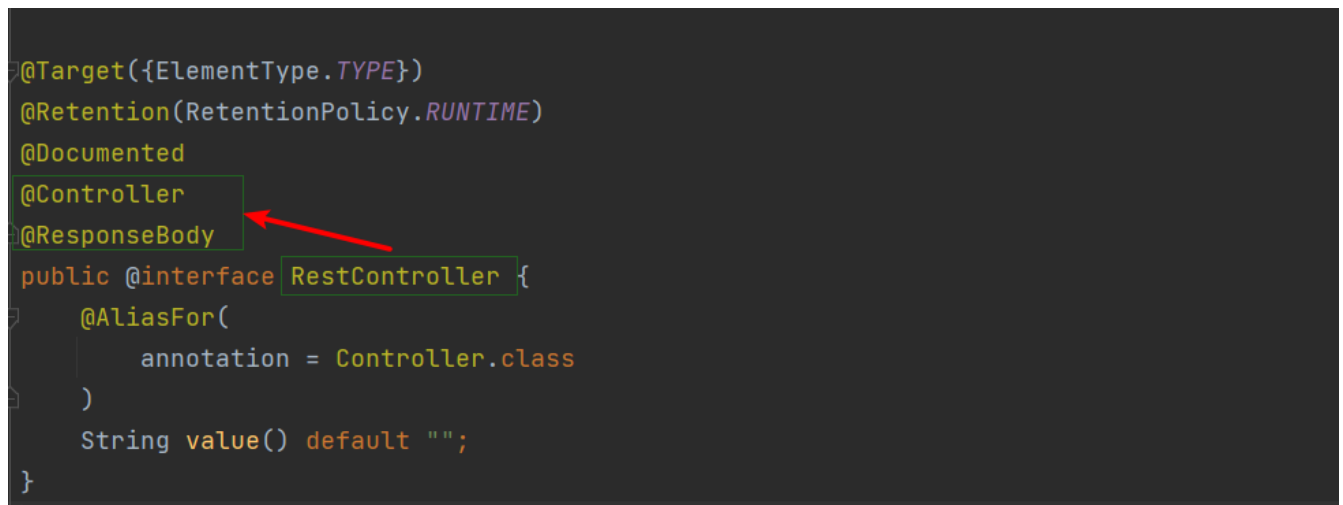 @Target({ElementType.TYPE})
@Retention(RetentionPolicy.RUNTIME)
@Documented
@Controller
@ResponseBody
public @interface RestController {
    @AliasFor(
        annotation = Controller.class
    )
    String value() default "";
}